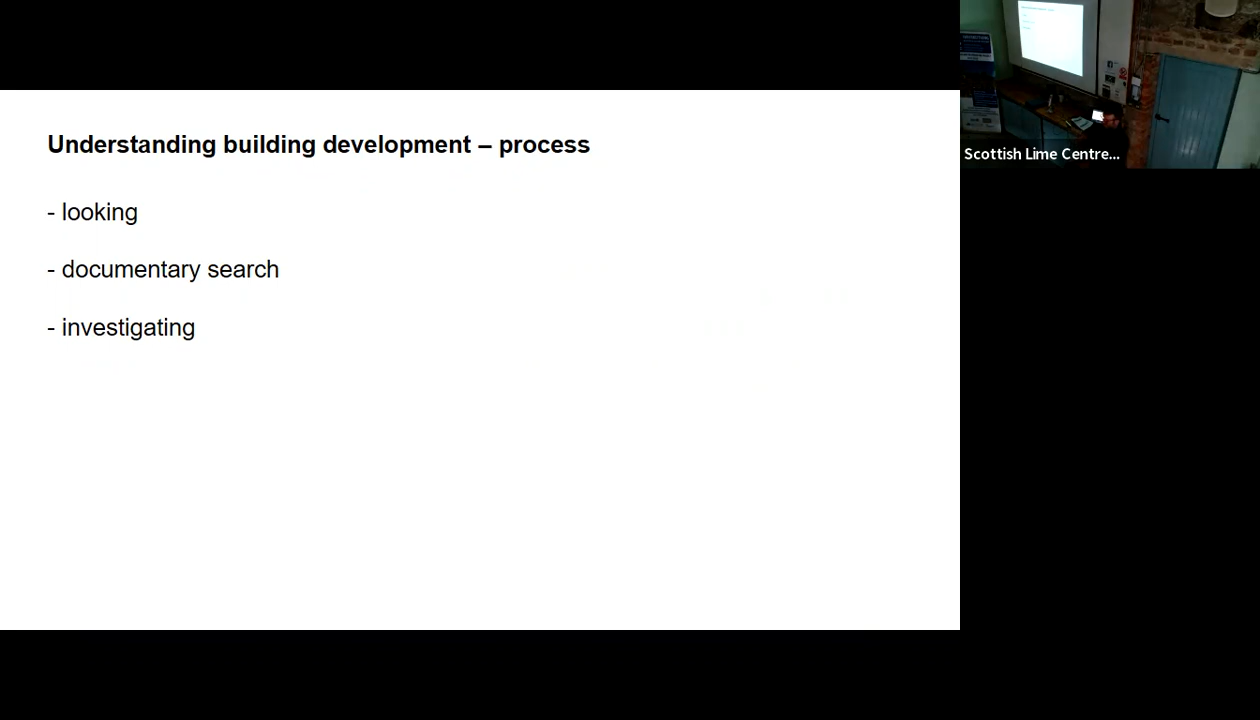 Understanding building development – process
- looking
- documentary search
- investigating
Scottish Lime Centre...